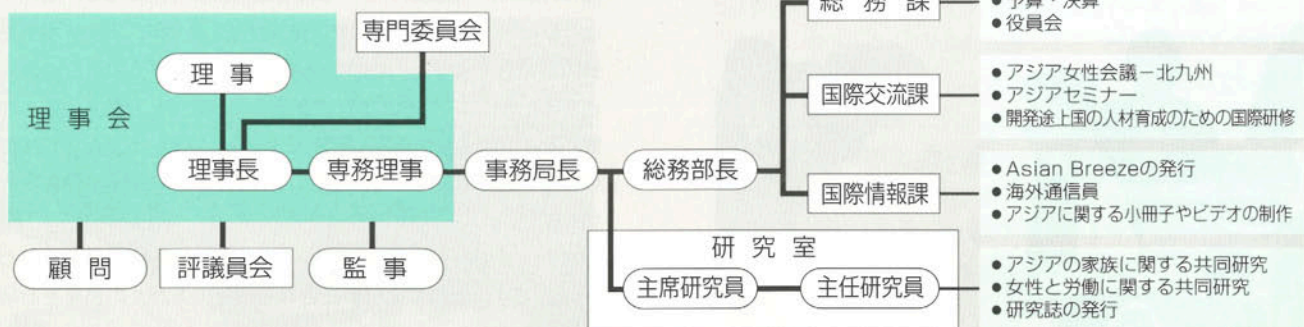 専門委員会
理事
理事会
理事長
専務理事
事務局長
総務部長
顧問
評議員会
監事
総務課
● 予算・決算
● 役員会
国際交流課
● アジア女性会議－北九州
● アジアセミナー
● 開発途上国の人材育成のための国際研修
国際情報課
● Asian Breezeの発行
● 海外通信員
● アジアに関する小冊子やビデオの制作
研究室
主席研究員
主任研究員
● アジアの家族に関する共同研究
● 女性と労働に関する共同研究
● 研究誌の発行